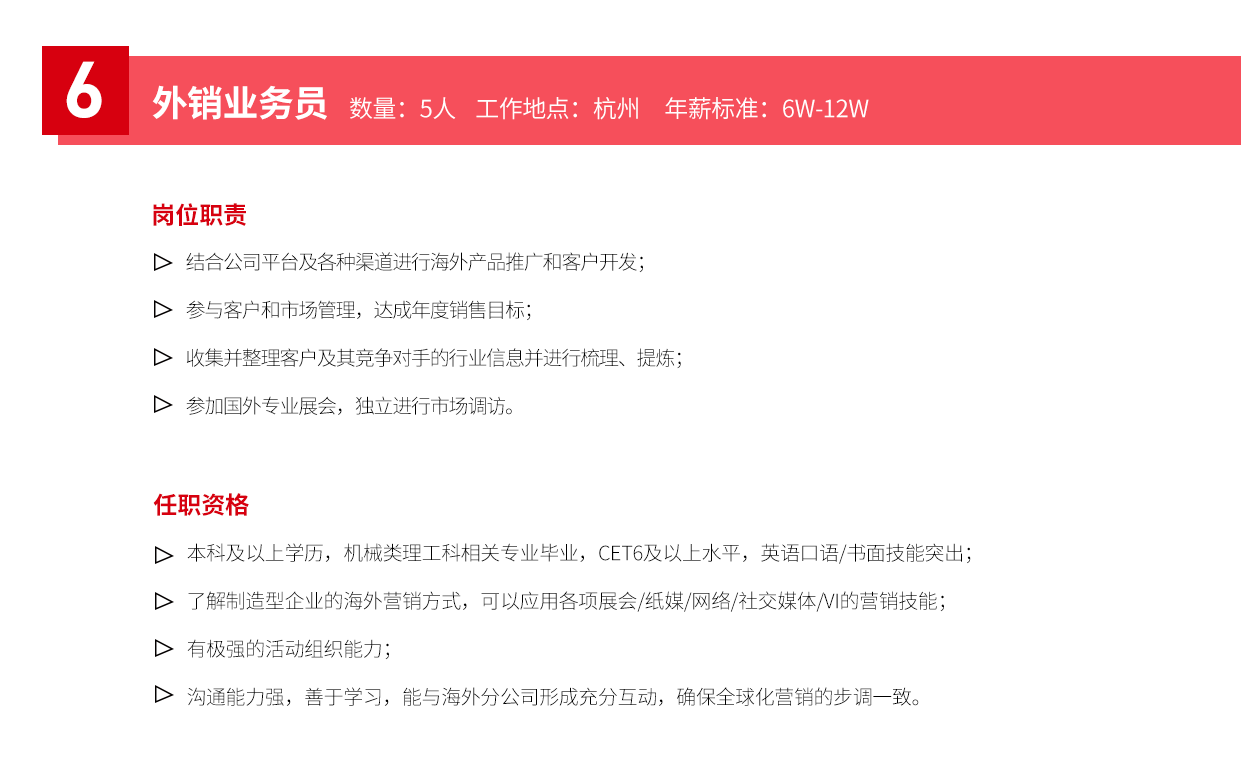 6
外销业务员 数量：5人 工作地点：杭州 年薪标准：6W-12W
岗位职责
结合公司平台及各种渠道进行海外产品推广和客户开发；
参与客户和市场管理，达成年度销售目标；
收集并整理客户及其竞争对手的行业信息并进行梳理、提炼；
参加国外专业展会，独立进行市场调访。
任职资格
本科及以上学历，机械类理工科相关专业毕业，CET6及以上水平，英语口语/书面技能突出；
了解制造型企业的海外营销方式，可以应用各项展会/纸媒/网络/社交媒体/VI的营销技能；
有极强的活动组织能力；
沟通能力强，善于学习，能与海外分公司形成充分互动，确保全球化营销的步调一致。